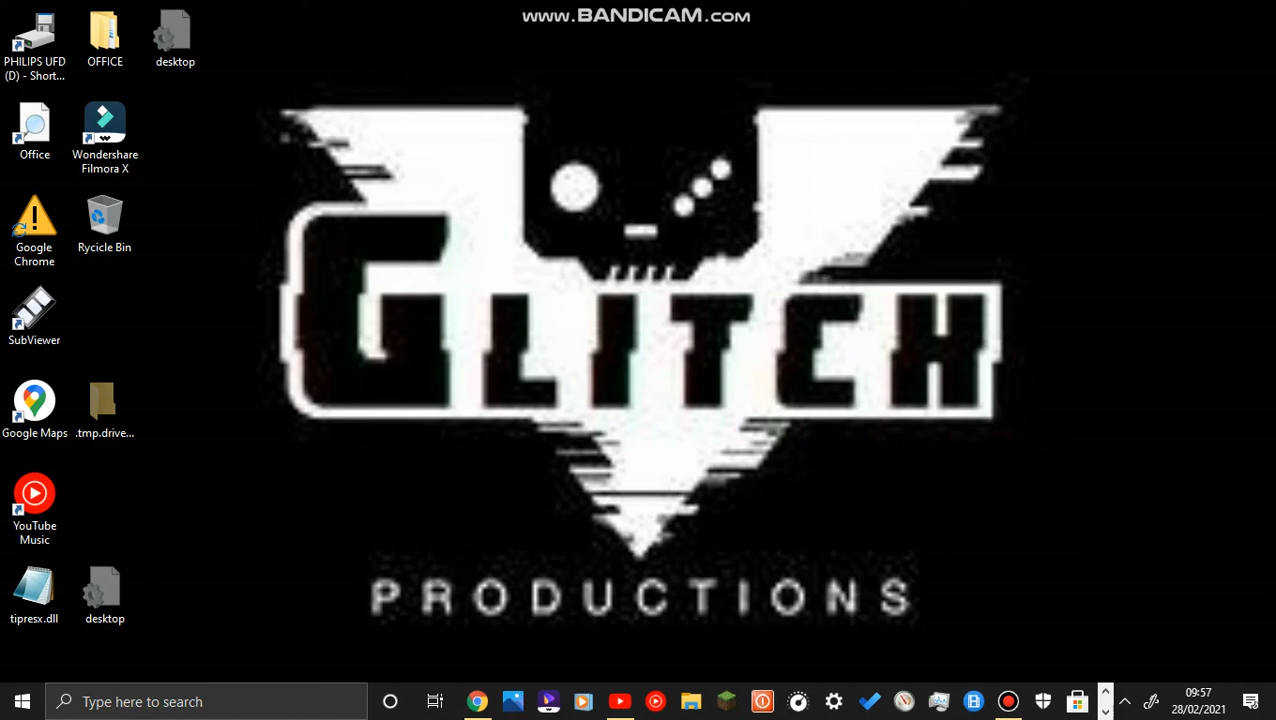 www.BANDICAM.com
PHILIPS UFD
(D) - Short...
OFFICE
desktop
Office
Wondershare
Filmora X
Google
Chrome
Rycicle Bin
SubViewer
Google Maps
.tmp.drive...
YouTube
Music
tipresx.dll
desktop
GLITCH
PRODUCTIONS
Type here to search
09:57
28/02/2021